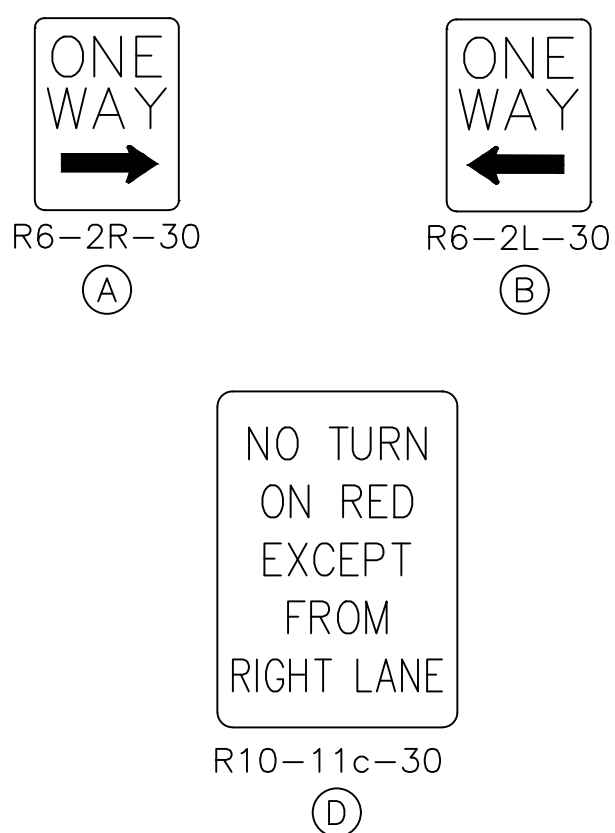 ONE
WAY
R6-2R-30
A
ONE
WAY
R6-2L-30
B
NO TURN
ON RED
EXCEPT
FROM
RIGHT LANE
R10-11c-30
D